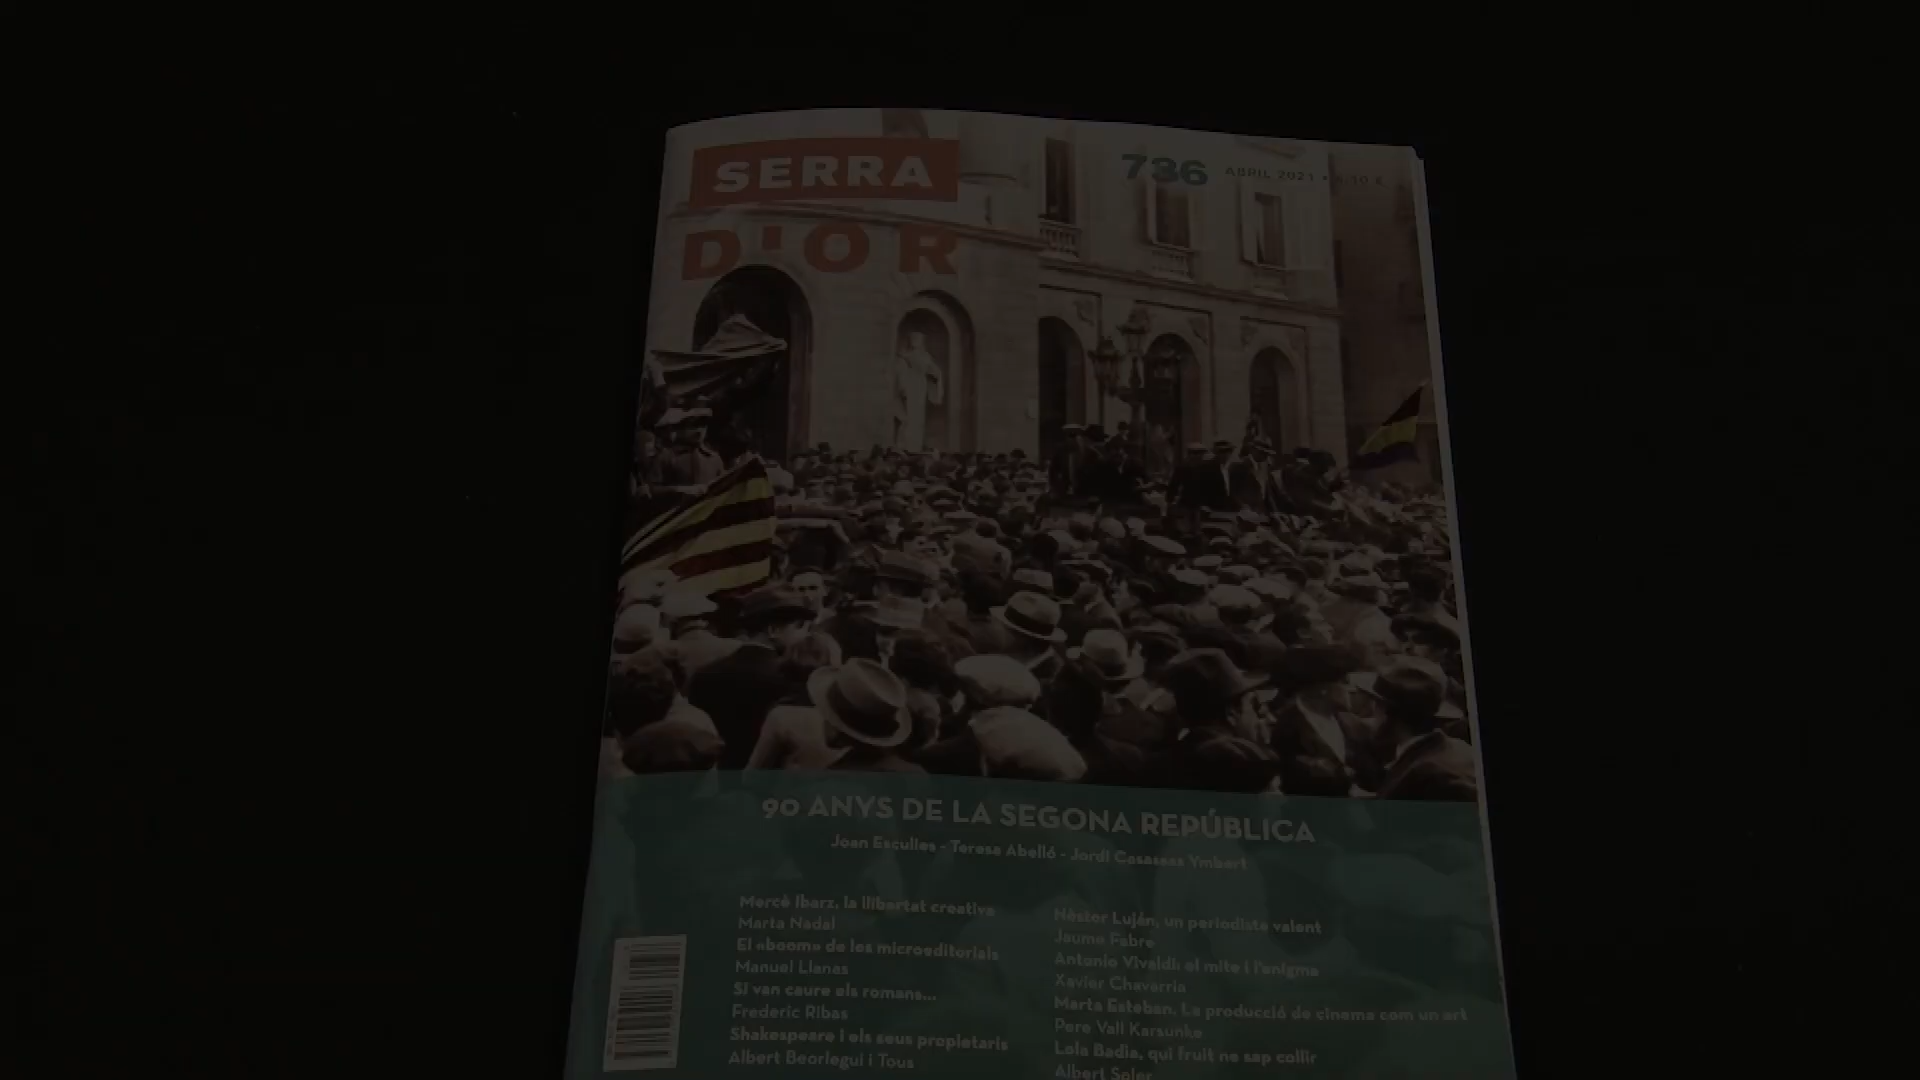 SERRA
D'OR
736 ABRIL 2021 • 6,50 €
90 ANYS DE LA SEGONA REPÚBLICA
Joan Esculies - Teresa Abelló - Jordi Casassas Ymbert
Mercè Ibarz, la llibertat creativa
Marta Nadal
El «boom» de les microeditorials
Manuel Llanas
Si van caure els romans...
Frederic Ribas
Shakespeare i els seus propietaris
Albert Beorlegui i Tous
Nèstor Luján, un periodista valent
Jaume Fabre
Antonio Vivaldi: el mite i l'enigma
Xavier Chavarria
Marta Esteban. La producció de cinema com un art
Pere Vall Karsunke
Lola Badia, qui fruit ne sap collir
Albert Soler